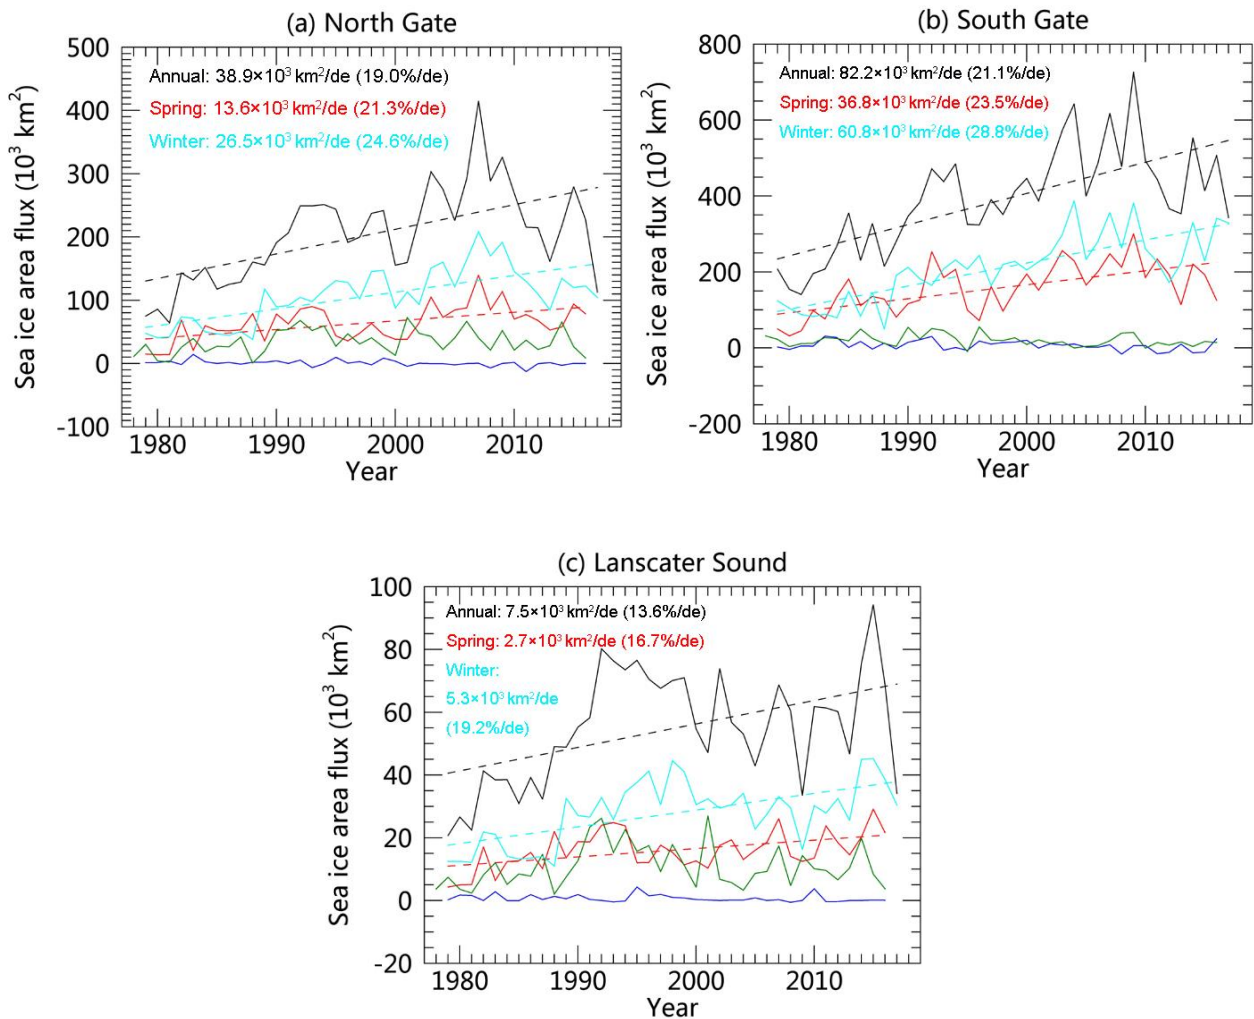 (a) North Gate
Sea ice area flux (10³ km²)
500
400
300
200
100
0
-100
Annual: 38.9×10³ km²/de (19.0%/de)
Spring: 13.6×10³ km²/de (21.3%/de)
Winter: 26.5×10³ km²/de (24.6%/de)
1980 1990 2000 2010
Year
(b) South Gate
Sea ice area flux (10³ km²)
800
600
400
200
0
-200
Annual: 82.2×10³ km²/de (21.1%/de)
Spring: 36.8×10³ km²/de (23.5%/de)
Winter: 60.8×10³ km²/de (28.8%/de)
1980 1990 2000 2010
Year
(c) Lanscater Sound
Sea ice area flux (10³ km²)
100
80
60
40
20
0
-20
Annual: 7.5×10³ km²/de (13.6%/de)
Spring: 2.7×10³ km²/de (16.7%/de)
Winter:
5.3×10³ km²/de
(19.2%/de)
1980 1990 2000 2010
Year